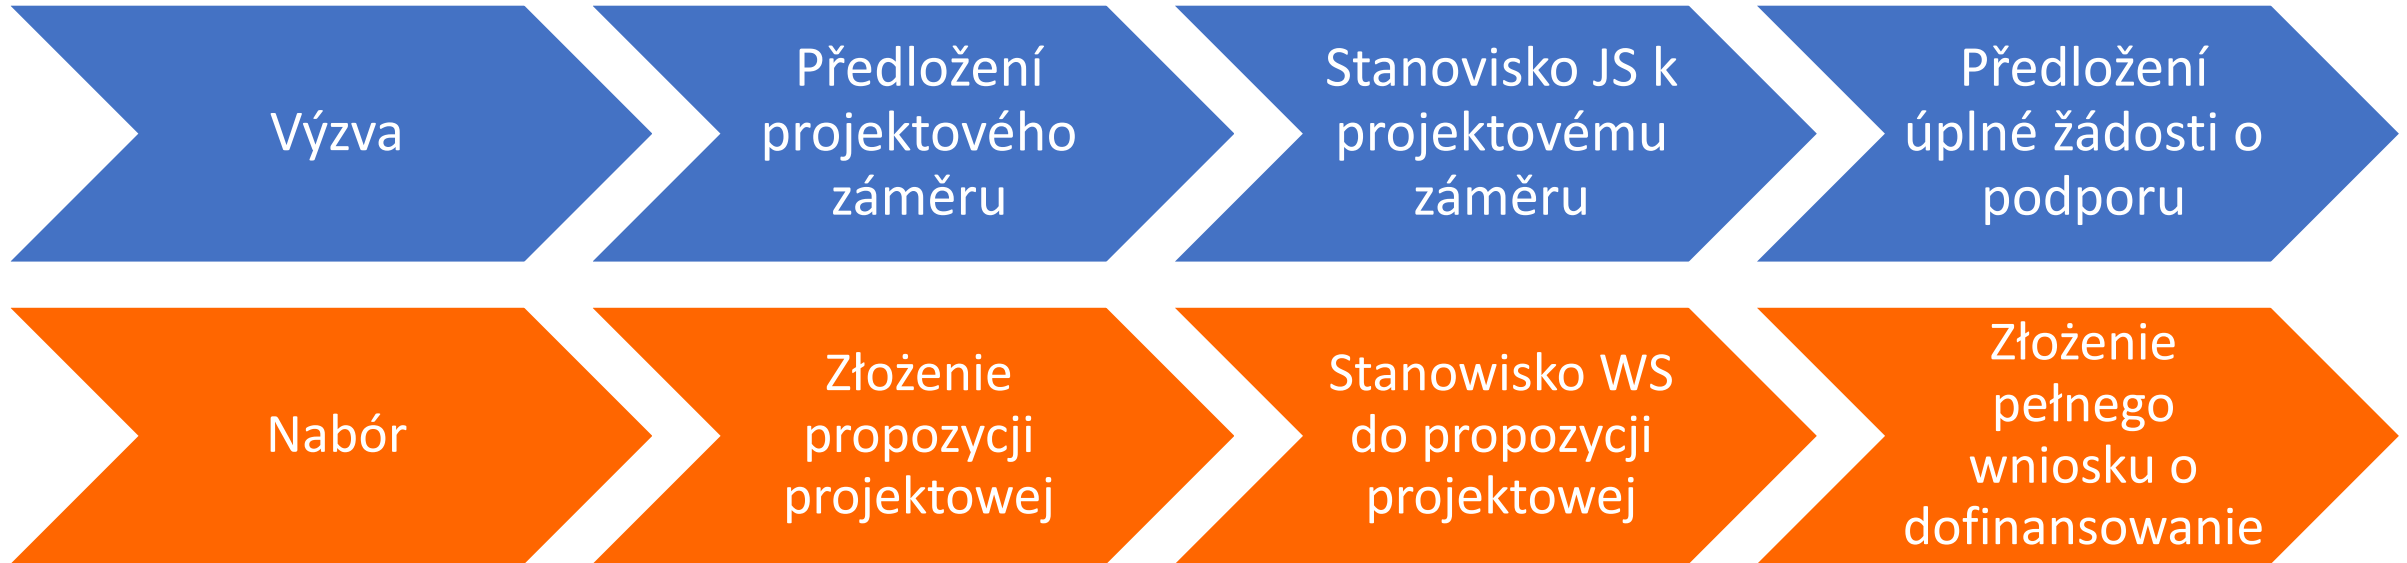 Výzva
Předložení
projektového
záměru
Stanovisko JS k
projektovému
záměru
Předložení
úplné žádosti o
podporu
Nabór
Złożenie
propozycji
projektowej
Stanowisko WS
do propozycji
projektowej
Złożenie
pełnego
wniosku o
dofinansowanie